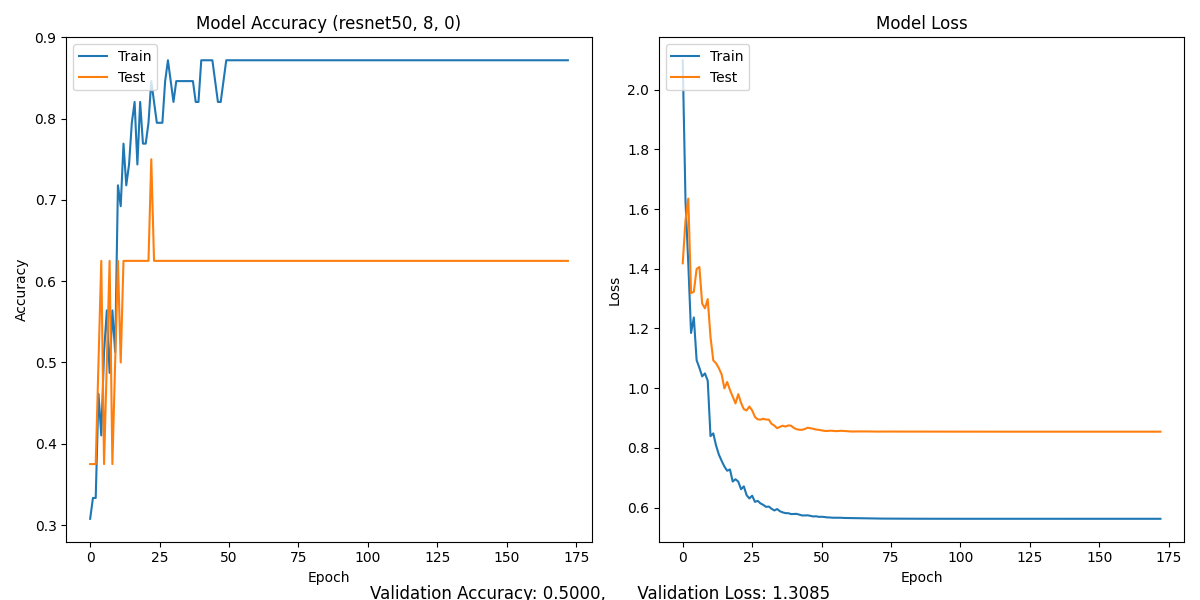 Model Accuracy (resnet50, 8, 0)
Train
Test
0.9
0.8
0.7
0.6
0.5
0.4
0.3
Accuracy
0 25 50 75 100 125 150 175
Epoch
Model Loss
Train
Test
2.0
1.8
1.6
1.4
1.2
1.0
0.8
0.6
Loss
0 25 50 75 100 125 150 175
Epoch
Validation Accuracy: 0.5000, Validation Loss: 1.3085